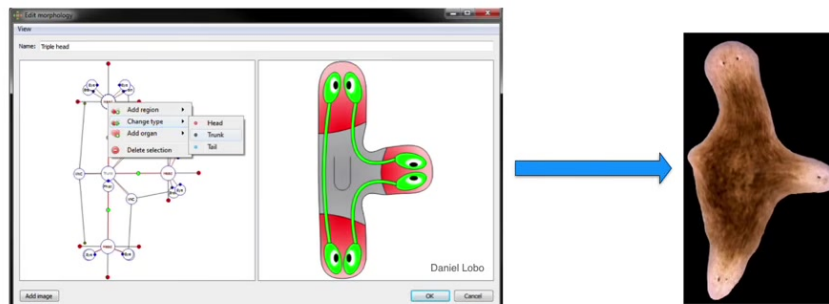 Edit morphology
View
Name: Triple head
Add region
Change type
Add organ
Delete selection
Head
Trunk
Tail
Daniel Lobo
Add image
OK
Cancel